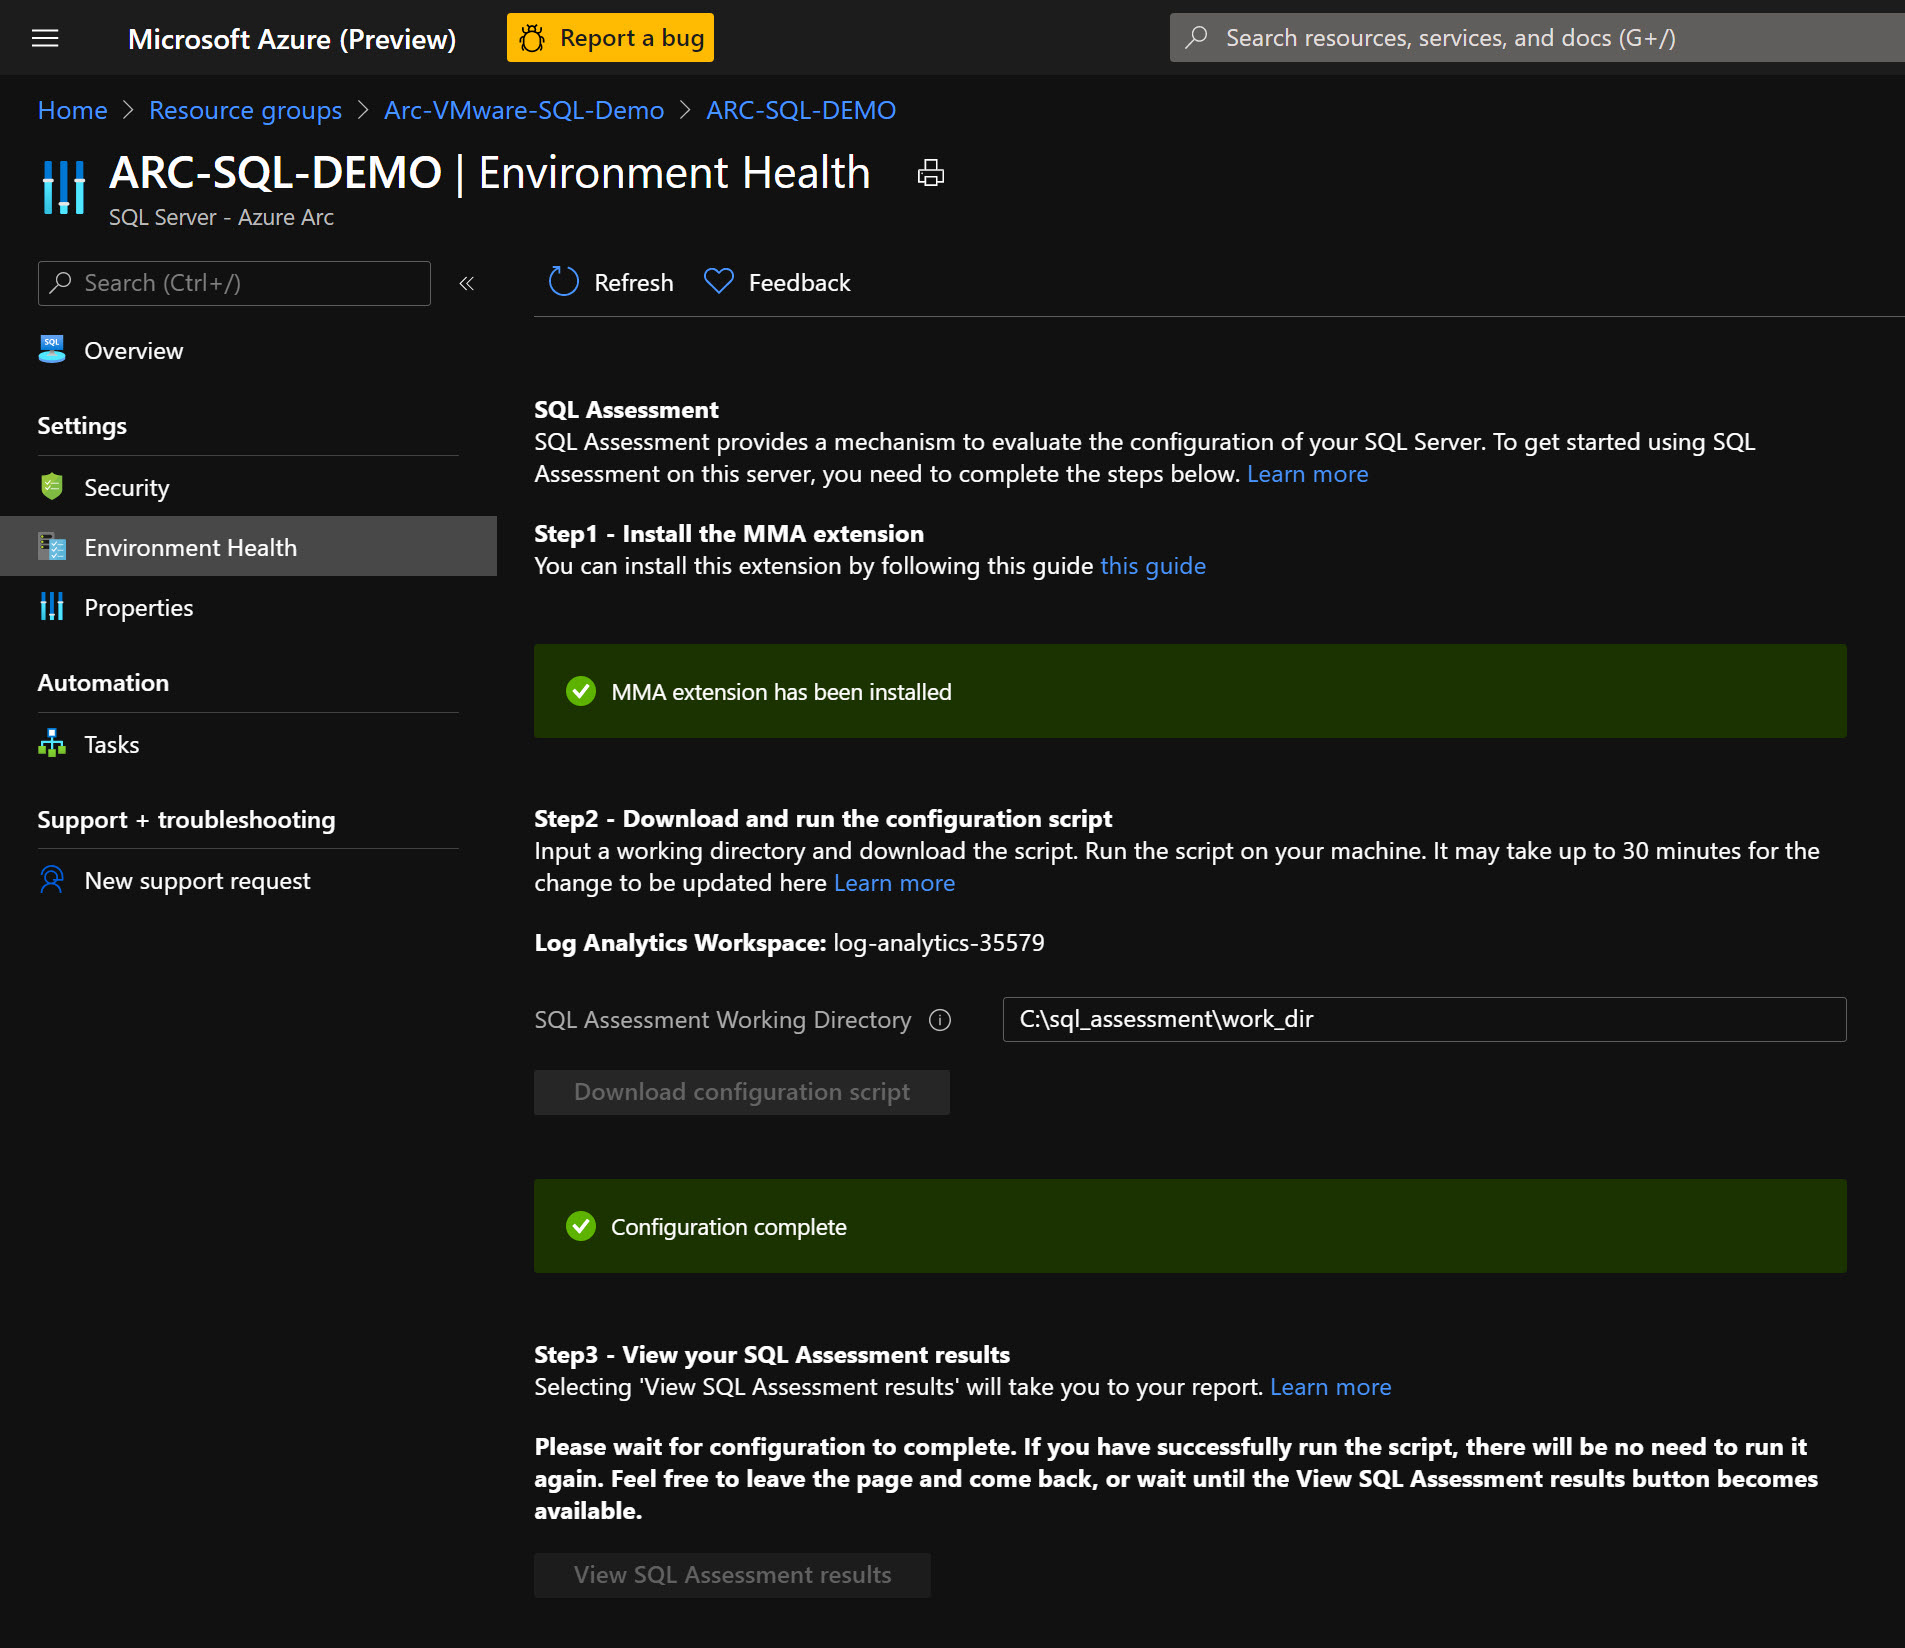 Microsoft Azure (Preview)
Report a bug
Search resources, services, and docs (G+/)
Home > Resource groups > Arc-VMware-SQL-Demo > ARC-SQL-DEMO
ARC-SQL-DEMO | Environment Health
SQL Server - Azure Arc
Search (Ctrl+/)
«
SQL
Overview
Settings
Security
Environment Health
Properties
Automation
Tasks
Support + troubleshooting
New support request
Refresh
Feedback
SQL Assessment
SQL Assessment provides a mechanism to evaluate the configuration of your SQL Server. To get started using SQL
Assessment on this server, you need to complete the steps below. Learn more
Step1 - Install the MMA extension
You can install this extension by following this guide this guide
MMA extension has been installed
Step2 - Download and run the configuration script
Input a working directory and download the script. Run the script on your machine. It may take up to 30 minutes for the
change to be updated here Learn more
Log Analytics Workspace: log-analytics-35579
SQL Assessment Working Directory
C:\sql_assessment\work_dir
Download configuration script
Configuration complete
Step3 - View your SQL Assessment results
Selecting 'View SQL Assessment results' will take you to your report. Learn more
Please wait for configuration to complete. If you have successfully run the script, there will be no need to run it
again. Feel free to leave the page and come back, or wait until the View SQL Assessment results button becomes
available.
View SQL Assessment results